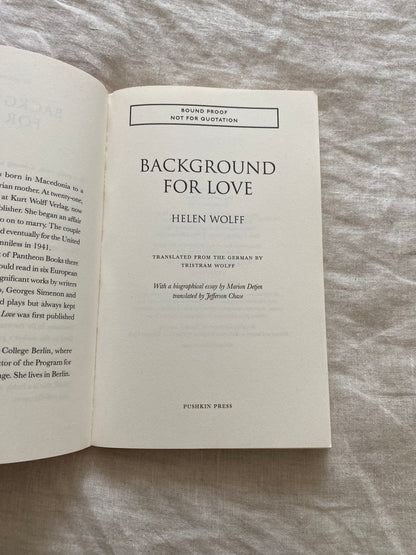 s born in Macedonia to a
rian mother. At twenty-one,
at Kurt Wolff Verlag, now
blisher. She began an affair
o on to marry. The couple
nd eventually for the United
nniless in 1941.
t of Pantheon Books there
ould read in six European
gnificant works by writers
o, Georges Simenon and
d plays but always kept
Love was first published
College Berlin, where
ctor of the Program for
nge. She lives in Berlin.
BOUND PROOF
NOT FOR QUOTATION
BACKGROUND
FOR LOVE
HELEN WOLFF
TRANSLATED FROM THE GERMAN BY
TRISTRAM WOLFF
With a biographical essay by Marion Detjen
translated by Jefferson Chase
PUSHKIN PRESS